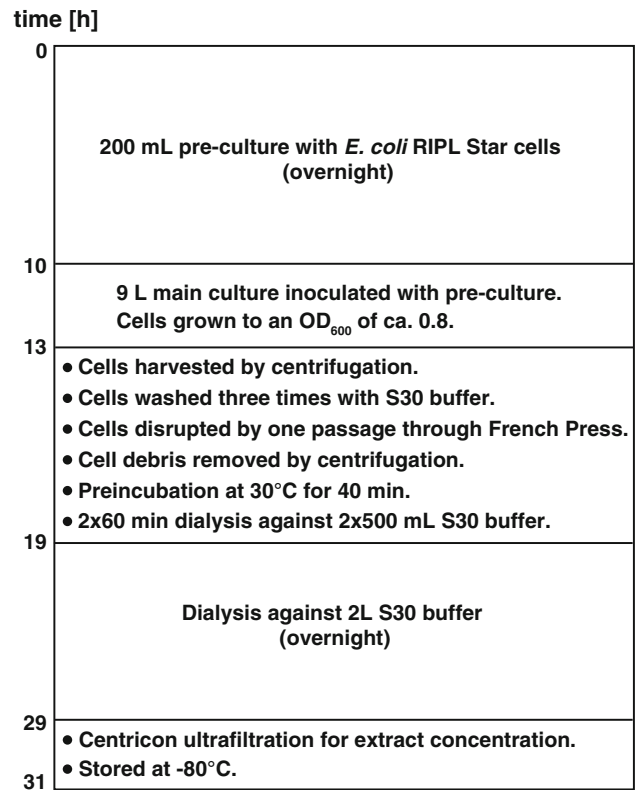 time [h]
0
200 mL pre-culture with E. coli RIPL Star cells
(overnight)
10
9 L main culture inoculated with pre-culture.
Cells grown to an OD600 of ca. 0.8.
13
• Cells harvested by centrifugation.
• Cells washed three times with S30 buffer.
• Cells disrupted by one passage through French Press.
• Cell debris removed by centrifugation.
• Preincubation at 30°C for 40 min.
• 2x60 min dialysis against 2x500 mL S30 buffer.
19
Dialysis against 2L S30 buffer
(overnight)
29
• Centricon ultrafiltration for extract concentration.
• Stored at -80°C.
31